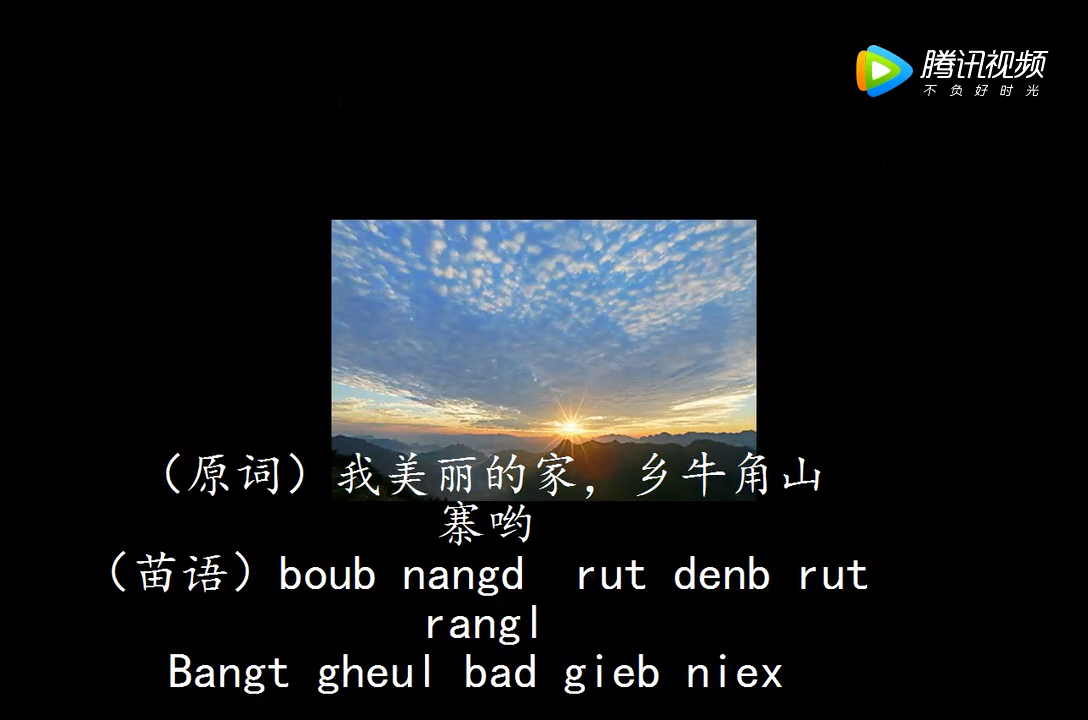 腾讯视频
不负好时光
（原词）我美丽的家，乡牛角山
寨哟
（苗语）boub nangd  rut denb rut
rangl
Bangt gheul bad gieb niex